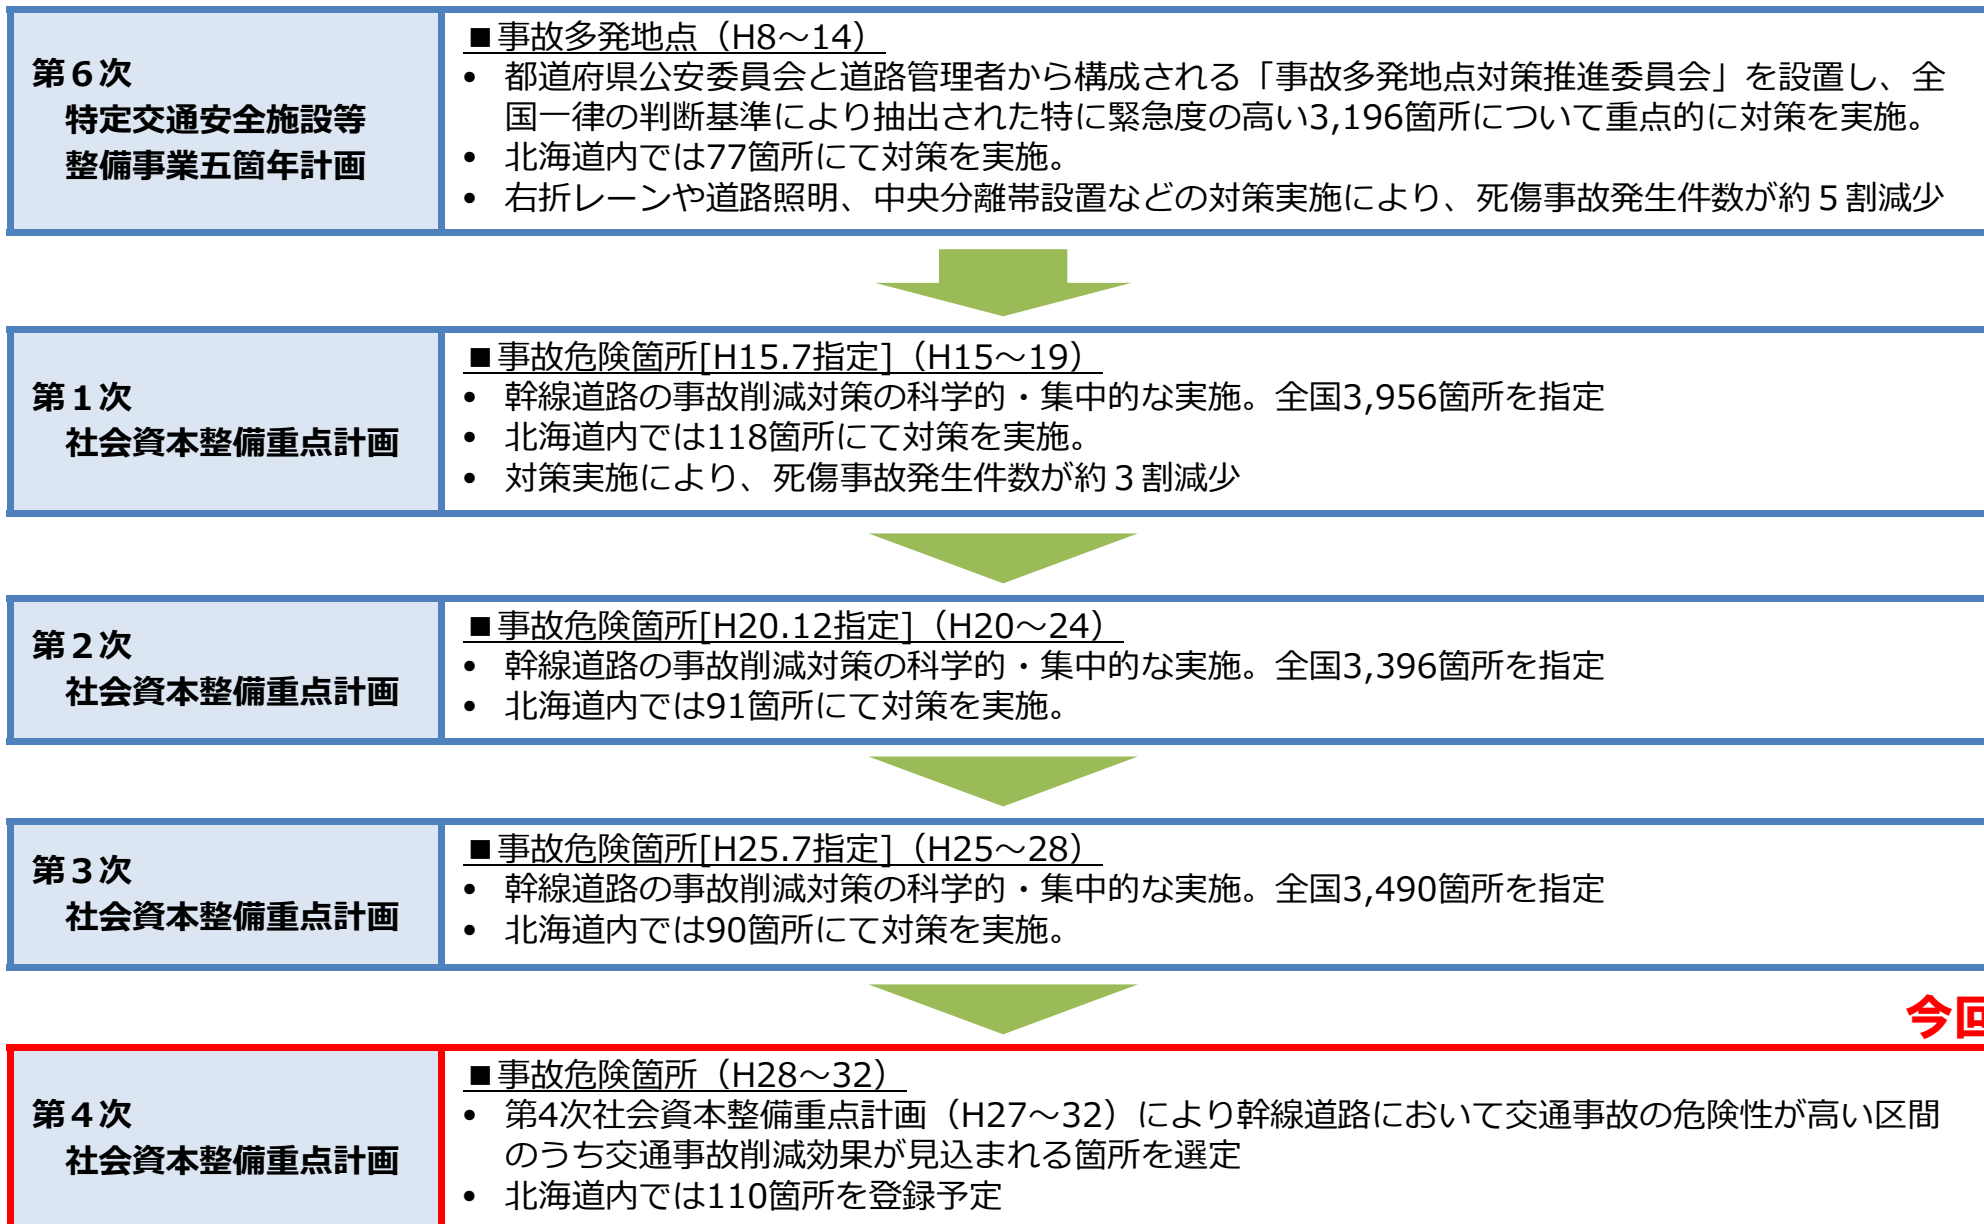 第６次
特定交通安全施設等
整備事業五箇年計画
■事故多発地点（H8～14）
• 都道府県公安委員会と道路管理者から構成される「事故多発地点対策推進委員会」を設置し、全
国一律の判断基準により抽出された特に緊急度の高い3,196箇所について重点的に対策を実施。
• 北海道内では77箇所にて対策を実施。
• 右折レーンや道路照明、中央分離帯設置などの対策実施により、死傷事故発生件数が約５割減少
第１次
社会資本整備重点計画
■事故危険箇所[H15.7指定]（H15～19）
• 幹線道路の事故削減対策の科学的・集中的な実施。全国3,956箇所を指定
• 北海道内では118箇所にて対策を実施。
• 対策実施により、死傷事故発生件数が約３割減少
第２次
社会資本整備重点計画
■事故危険箇所[H20.12指定]（H20～24）
• 幹線道路の事故削減対策の科学的・集中的な実施。全国3,396箇所を指定
• 北海道内では91箇所にて対策を実施。
第３次
社会資本整備重点計画
■事故危険箇所[H25.7指定]（H25～28）
• 幹線道路の事故削減対策の科学的・集中的な実施。全国3,490箇所を指定
• 北海道内では90箇所にて対策を実施。
今回
第４次
社会資本整備重点計画
■事故危険箇所（H28～32）
• 第4次社会資本整備重点計画（H27～32）により幹線道路において交通事故の危険性が高い区間
のうち交通事故削減効果が見込まれる箇所を選定
• 北海道内では110箇所を登録予定